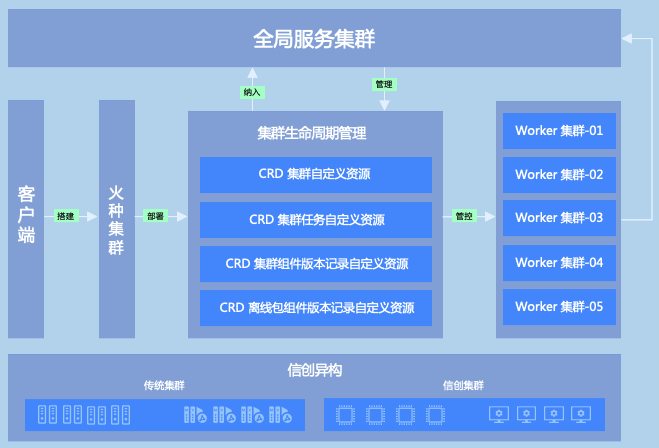 全局服务集群
纳入
管理
客户端
搭建
火种集群
部署
集群生命周期管理
CRD 集群自定义资源
CRD 集群任务自定义资源
CRD 集群组件版本记录自定义资源
CRD 离线包组件版本记录自定义资源
管控
Worker 集群-01
Worker 集群-02
Worker 集群-03
Worker 集群-04
Worker 集群-05
信创异构
传统集群
信创集群